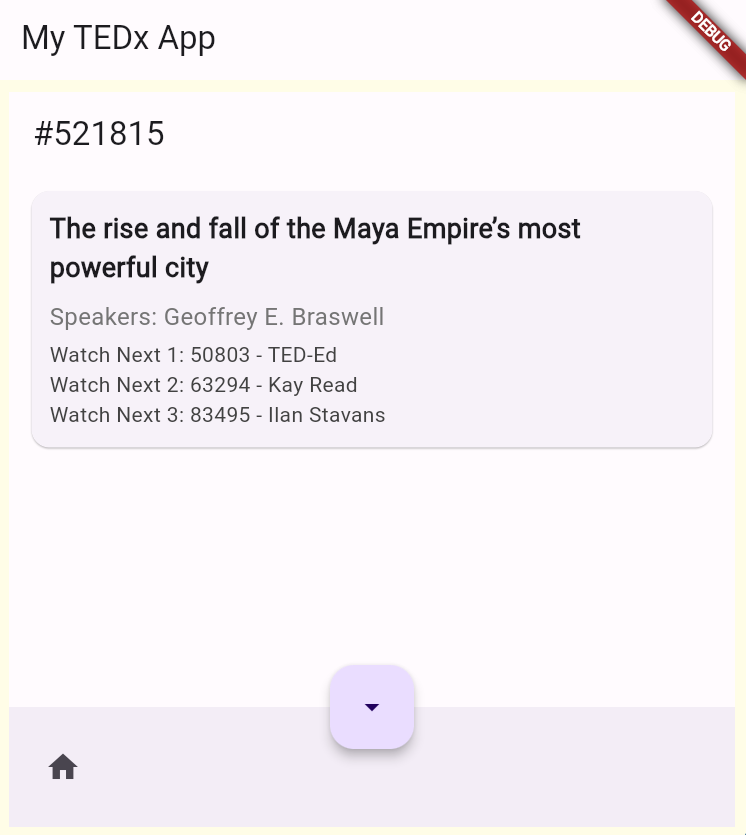 My TEDx App
DEBUG
#521815
The rise and fall of the Maya Empire’s most
powerful city
Speakers: Geoffrey E. Braswell
Watch Next 1: 50803 - TED-Ed
Watch Next 2: 63294 - Kay Read
Watch Next 3: 83495 - Ilan Stavans